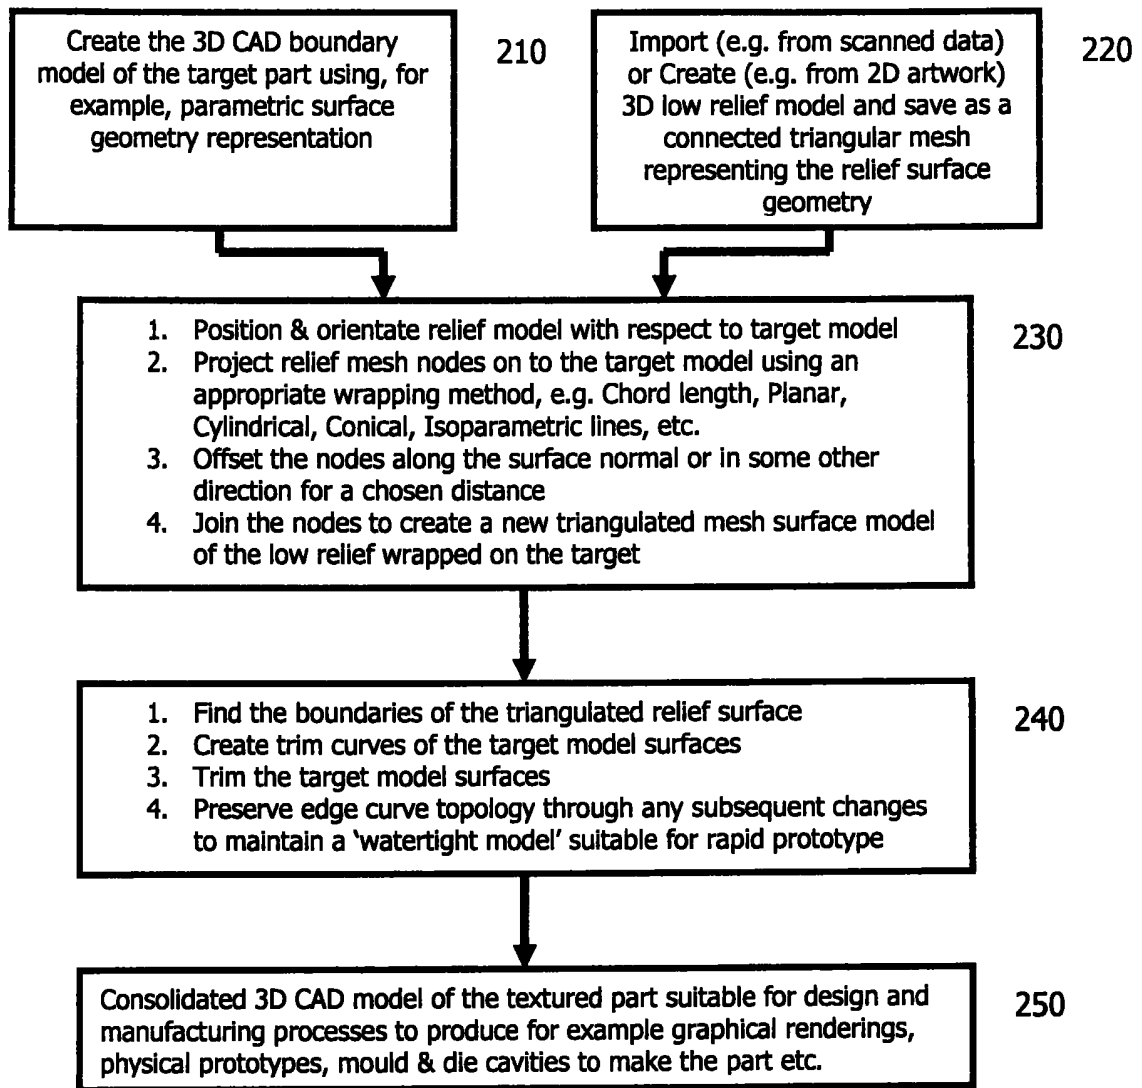 Create the 3D CAD boundary
model of the target part using, for
example, parametric surface
geometry representation
210
Import (e.g. from scanned data)
or Create (e.g. from 2D artwork)
3D low relief model and save as a
connected triangular mesh
representing the relief surface
geometry
220
1. Position & orientate relief model with respect to target model
2. Project relief mesh nodes on to the target model using an
appropriate wrapping method, e.g. Chord length, Planar,
Cylindrical, Conical, Isoparametric lines, etc.
3. Offset the nodes along the surface normal or in some other
direction for a chosen distance
4. Join the nodes to create a new triangulated mesh surface model
of the low relief wrapped on the target
230
1. Find the boundaries of the triangulated relief surface
2. Create trim curves of the target model surfaces
3. Trim the target model surfaces
4. Preserve edge curve topology through any subsequent changes
to maintain a ‘watertight model’ suitable for rapid prototype
240
Consolidated 3D CAD model of the textured part suitable for design and
manufacturing processes to produce for example graphical renderings,
physical prototypes, mould & die cavities to make the part etc.
250